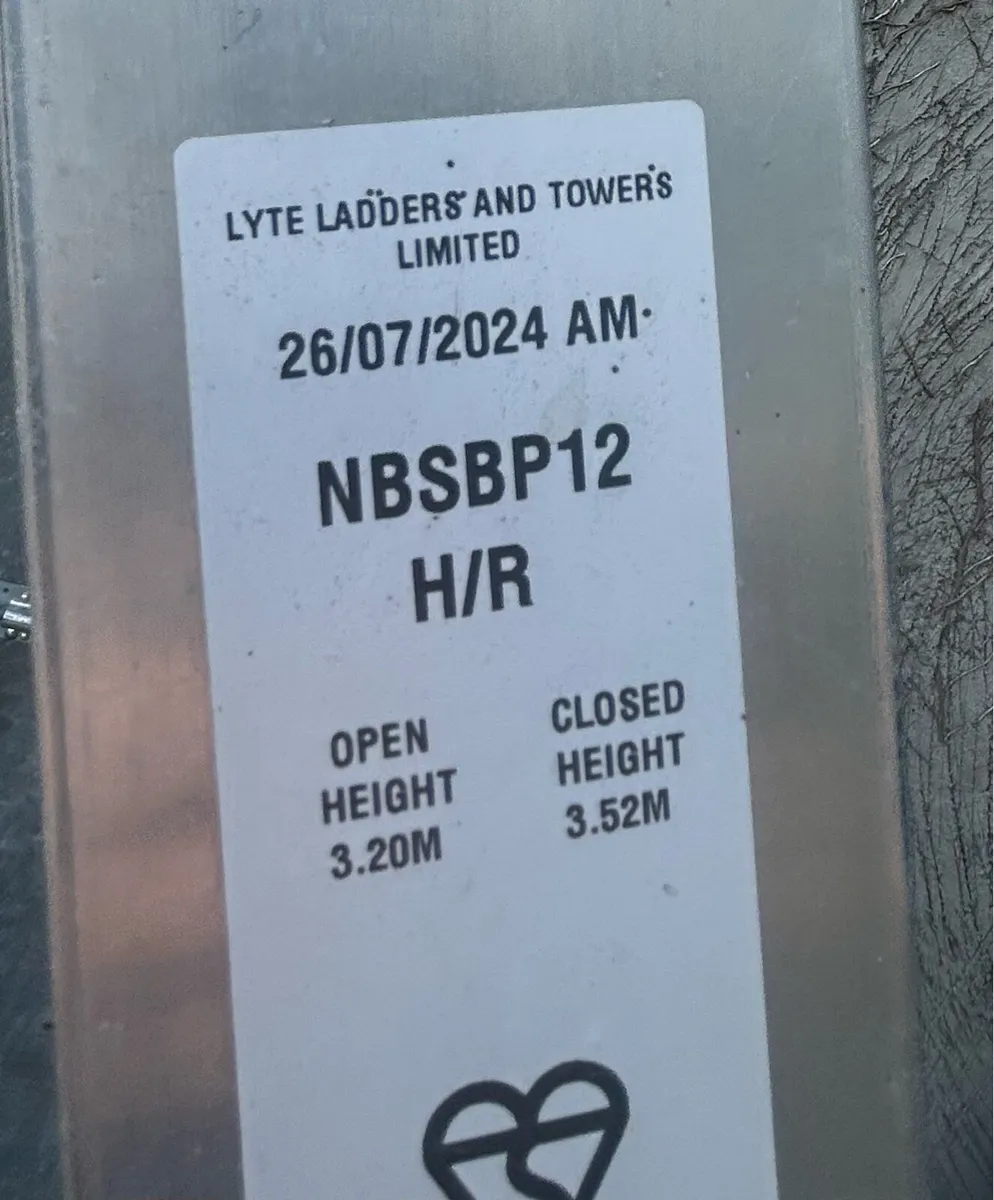 LYTE LADDERS AND TOWERS
LIMITED
26/07/2024 AM
NBSBP12
H/R
OPEN
HEIGHT
3.20M
CLOSED
HEIGHT
3.52M